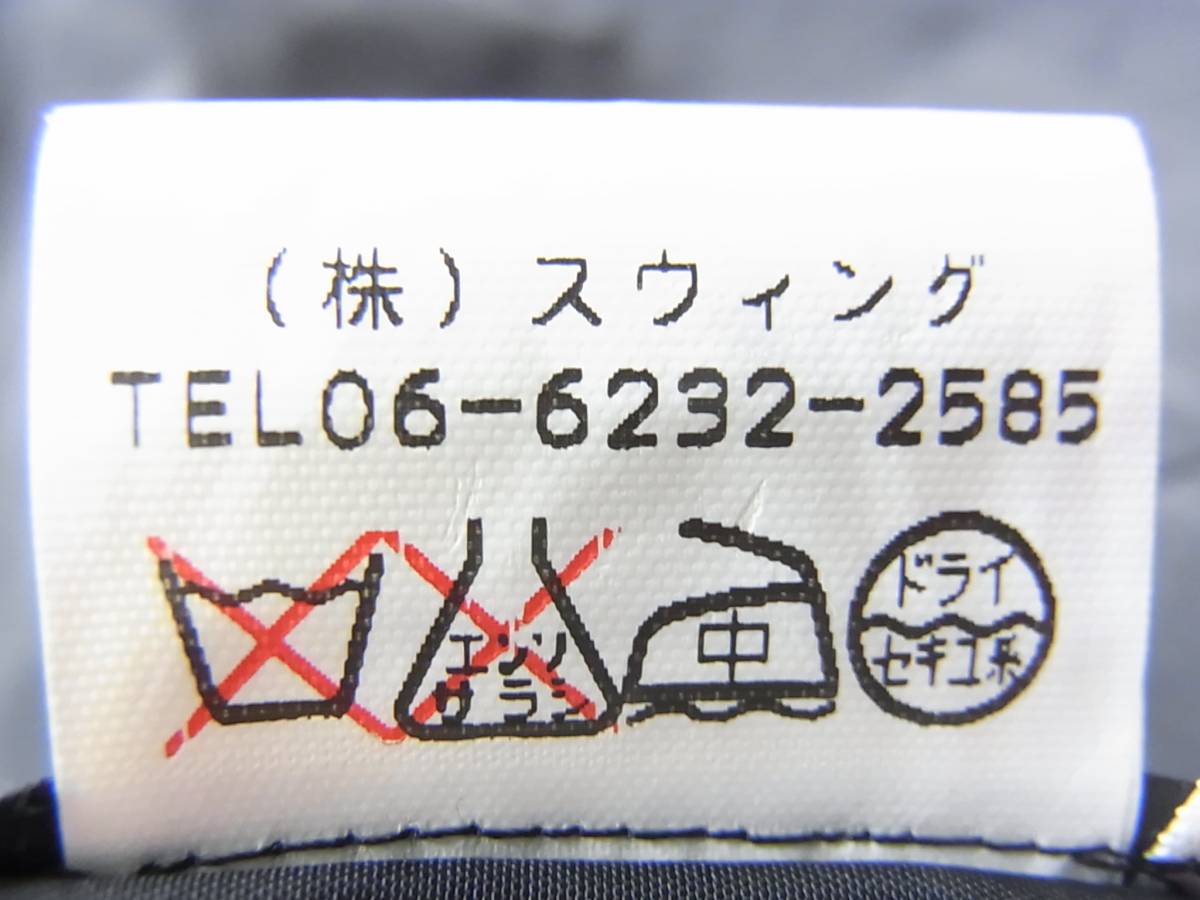 (株)スウィング
TEL06-6232-2585
エンソ
サラシ
中
ドライ
セキユ系